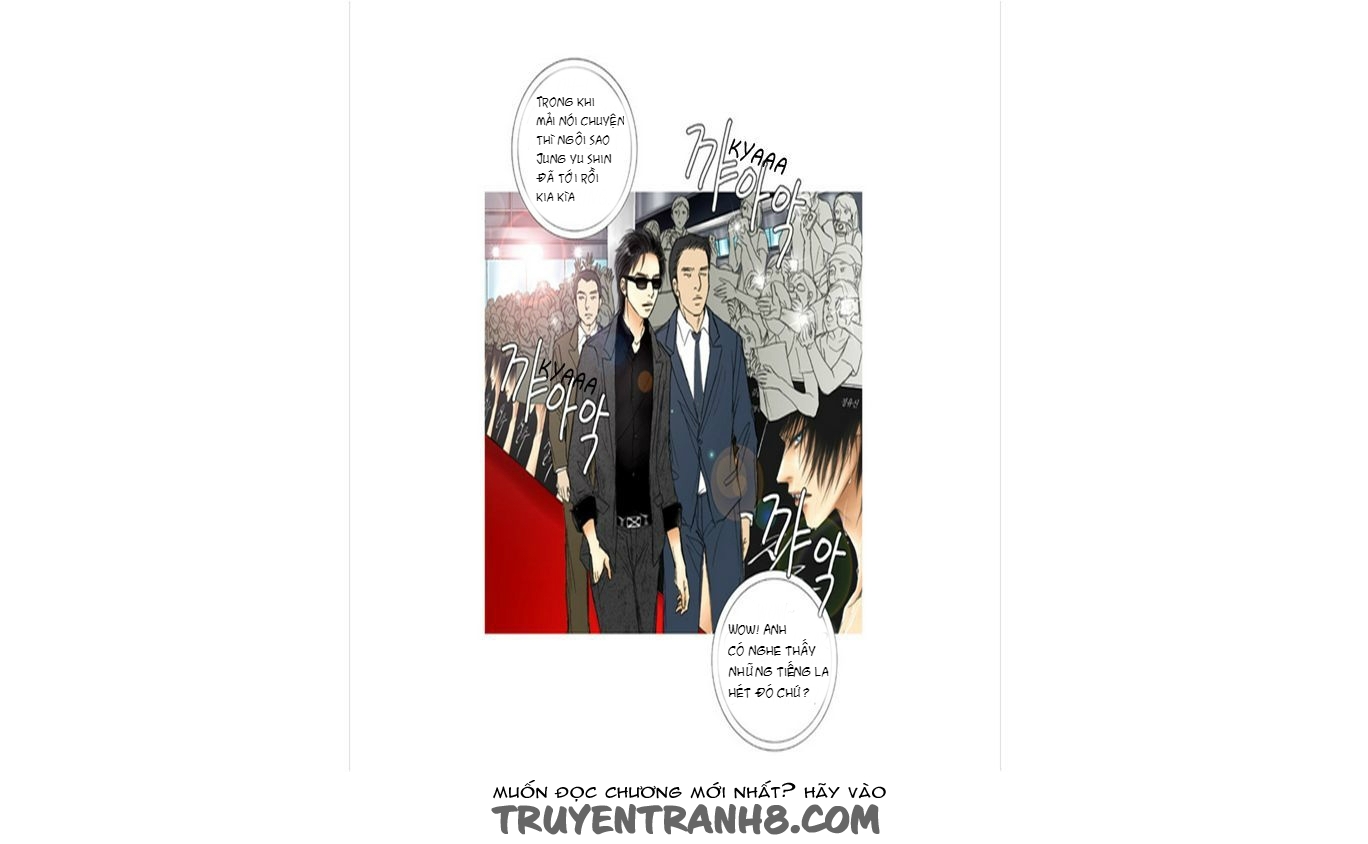 TRONG KHI
MẢI NÓI CHUYỆN
THÌ NGÔI SAO
JUNG YU SHIN
ĐÃ TỚI RỒI
KIA KÌA
꺄아악
KYAAA
꺄아악
KYAAA
꺄악
WOW! ANH
CÓ NGHE THẤY
NHỮNG TIẾNG LA
HÉT ĐÓ CHỨ?
MUỐN ĐỌC CHƯƠNG MỚI NHẤT? HÃY VÀO
TRUYENTRANH8.COM